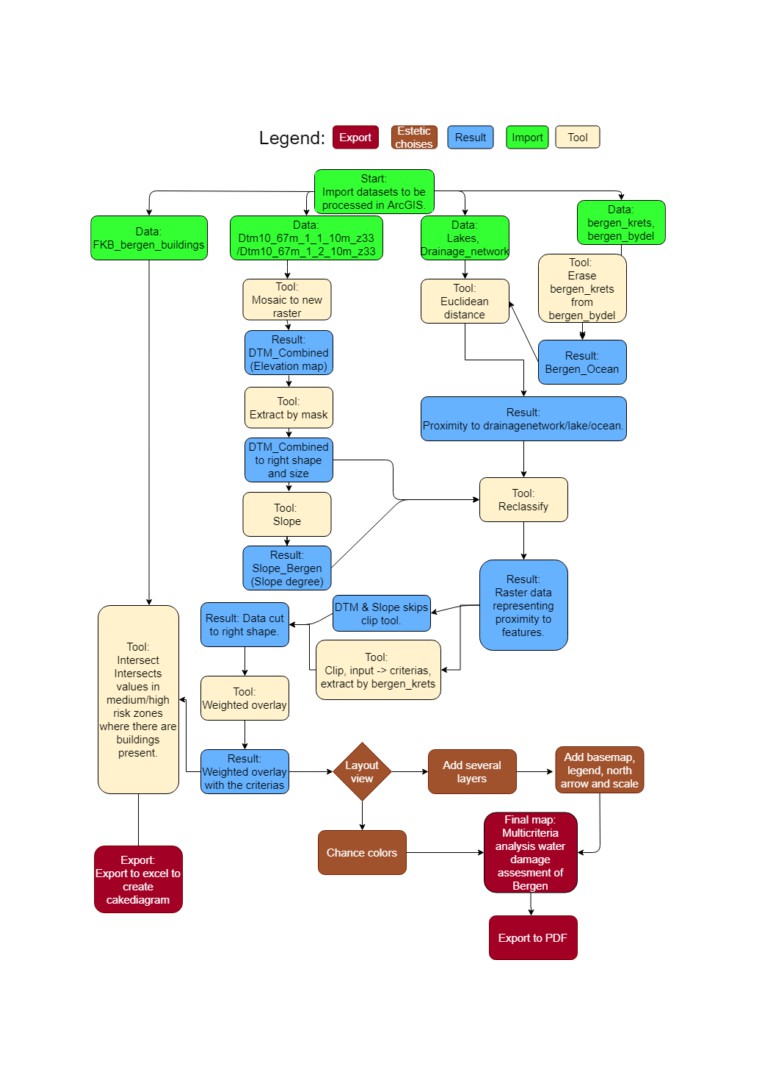 Legend:
Export
Estetic
choises
Result
Import
Tool
Start:
Import datasets to be
processed in ArcGIS.
Data:
FKB_bergen_buildings
Data:
Dtm10_67m_1_1_10m_z33
/Dtm10_67m_1_2_10m_z33
Data:
Lakes,
Drainage_network
Data:
bergen_krets,
bergen_bydel
Tool:
Mosaic to new
raster
Tool:
Euclidean
distance
Tool:
Erase
bergen_krets
from
bergen_bydel
Result:
DTM_Combined
(Elevation map)
Result:
Bergen_Ocean
Tool:
Extract by mask
Result:
Proximity to drainagenetwork/lake/ocean.
DTM_Combined
to right shape
and size
Tool:
Slope
Tool:
Reclassify
Result:
Slope_Bergen
(Slope degree)
Result:
Raster data
representing
proximity to
features.
DTM & Slope skips
clip tool.
Result: Data cut
to right shape.
Tool:
Clip, input -> criterias,
extract by bergen_krets
Tool:
Intersect
Intersects
values in
medium/high
risk zones
where there are
buildings
present.
Tool:
Weighted overlay
Result:
Weighted overlay
with the criterias
Layout
view
Add several
layers
Add basemap,
legend, north
arrow and scale
Chance colors
Final map:
Multicriteria
analysis water
damage
assesment of
Bergen
Export:
Export to excel to
create
cakediagram
Export to PDF